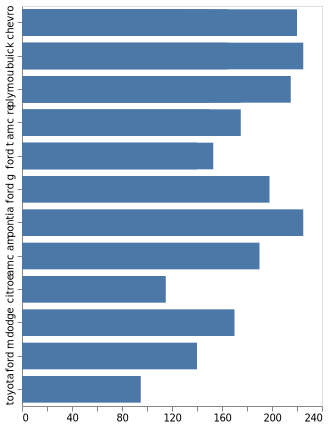 chevro
buick
plymou
amc r
ford t
ford g
pontia
amc am
citroe
dodge
ford m
toyota
0 40 80 120 160 200 240